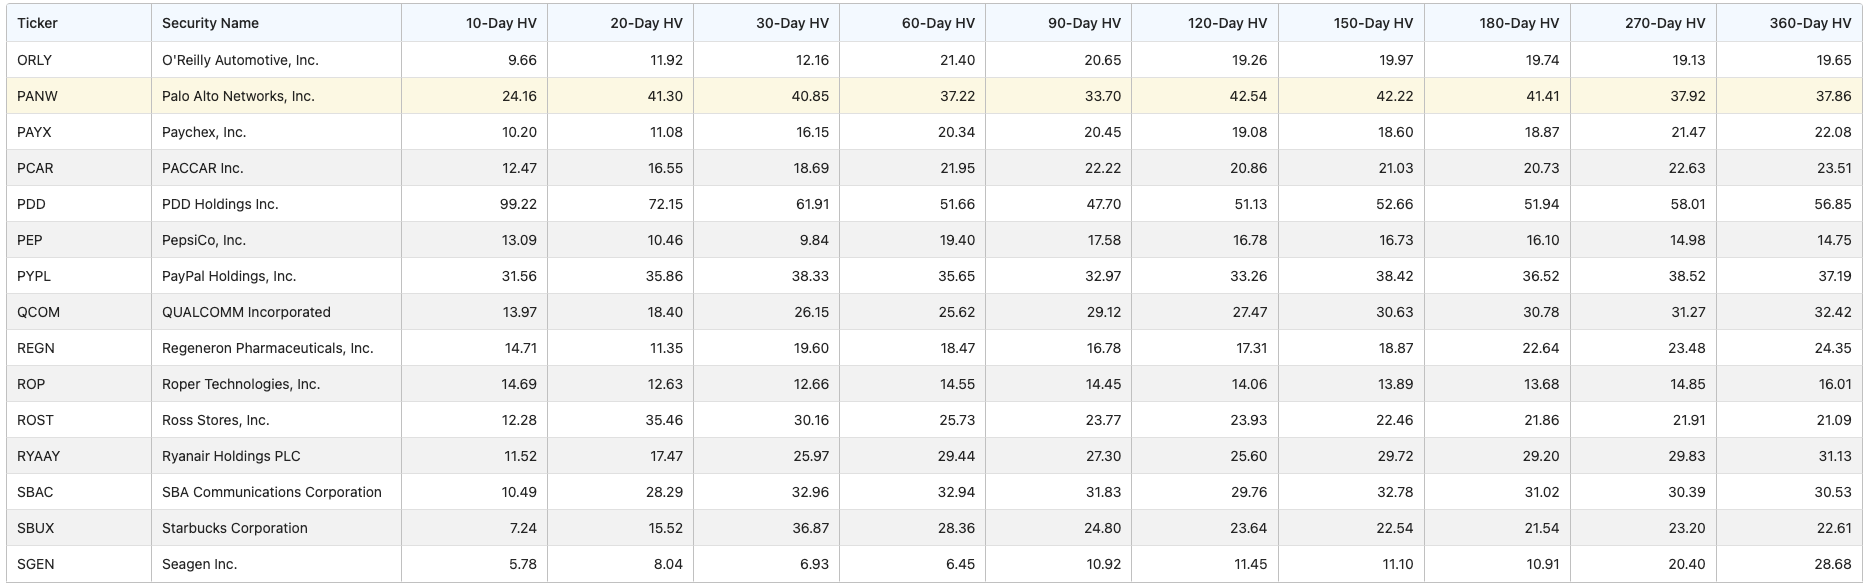 Ticker Security Name 10-Day HV 20-Day HV 30-Day HV 60-Day HV 90-Day HV 120-Day HV 150-Day HV 180-Day HV 270-Day HV 360-Day HV
ORLY O'Reilly Automotive, Inc. 9.66 11.92 12.16 21.40 20.65 19.26 19.97 19.74 19.13 19.65
PANW Palo Alto Networks, Inc. 24.16 41.30 40.85 37.22 33.70 42.54 42.22 41.41 37.92 37.86
PAYX Paychex, Inc. 10.20 11.08 16.15 20.34 20.45 19.08 18.60 18.87 21.47 22.08
PCAR PACCAR Inc. 12.47 16.55 18.69 21.95 22.22 20.86 21.03 20.73 22.63 23.51
PDD PDD Holdings Inc. 99.22 72.15 61.91 51.66 47.70 51.13 52.66 51.94 58.01 56.85
PEP PepsiCo, Inc. 13.09 10.46 9.84 19.40 17.58 16.78 16.73 16.10 14.98 14.75
PYPL PayPal Holdings, Inc. 31.56 35.86 38.33 35.65 32.97 33.26 38.42 36.52 38.52 37.19
QCOM QUALCOMM Incorporated 13.97 18.40 26.15 25.62 29.12 27.47 30.63 30.78 31.27 32.42
REGN Regeneron Pharmaceuticals, Inc. 14.71 11.35 19.60 18.47 16.78 17.31 18.87 22.64 23.48 24.35
ROP Roper Technologies, Inc. 14.69 12.63 12.66 14.55 14.45 14.06 13.89 13.68 14.85 16.01
ROST Ross Stores, Inc. 12.28 35.46 30.16 25.73 23.77 23.93 22.46 21.86 21.91 21.09
RYAAY Ryanair Holdings PLC 11.52 17.47 25.97 29.44 27.30 25.60 29.72 29.20 29.83 31.13
SBAC SBA Communications Corporation 10.49 28.29 32.96 32.94 31.83 29.76 32.78 31.02 30.39 30.53
SBUX Starbucks Corporation 7.24 15.52 36.87 28.36 24.80 23.64 22.54 21.54 23.20 22.61
SGEN Seagen Inc. 5.78 8.04 6.93 6.45 10.92 11.45 11.10 10.91 20.40 28.68